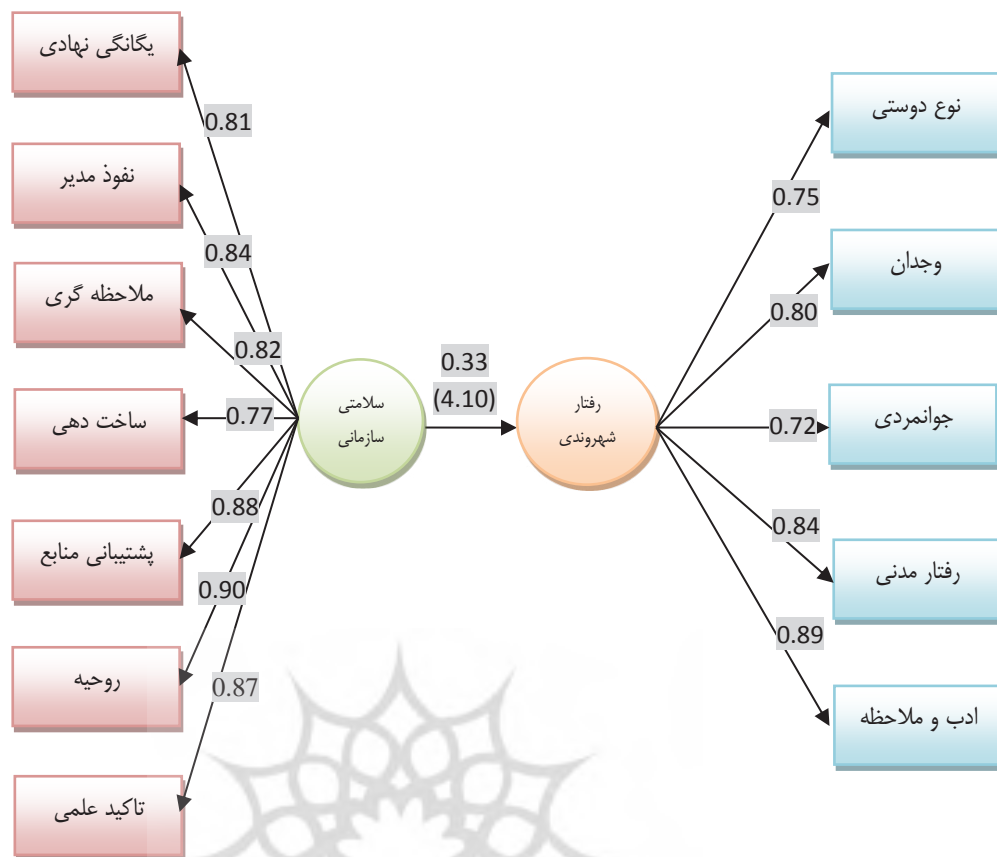 یگانگی نهادی
نفوذ مدیر
ملاحظه گری
ساخت دهی
پشتیبانی منابع
روحیه
تاکید علمی
0.81
0.84
0.82
0.77
0.88
0.90
0.87
سلامتی
سازمانی
0.33
(4.10)
رفتار
شهروندی
0.75
0.80
0.72
0.84
0.89
نوع دوستی
وجدان
جوانمردی
رفتار مدنی
ادب و ملاحظه